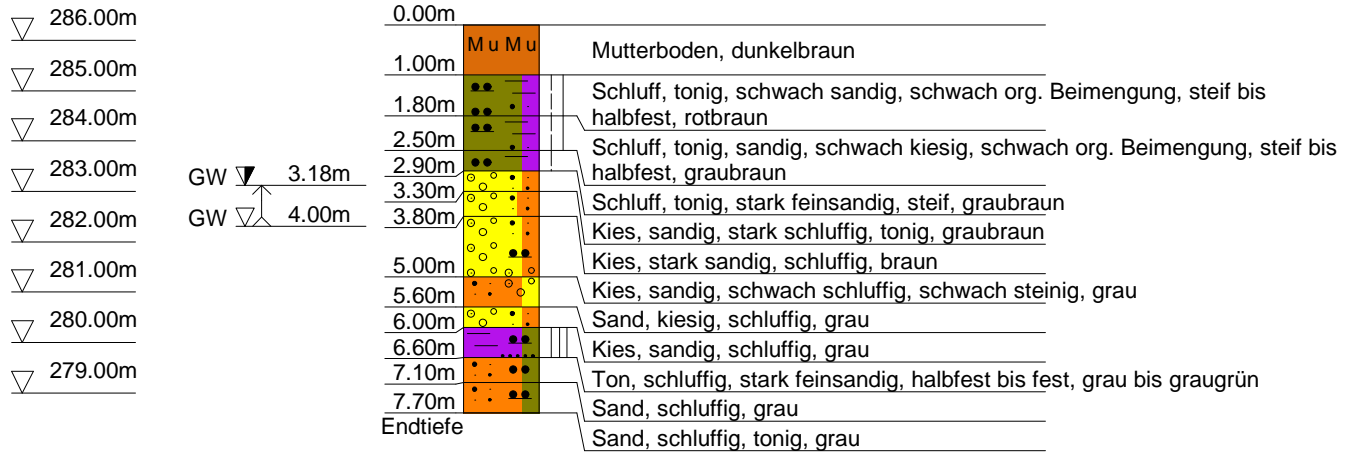 286.00m
285.00m
284.00m
283.00m
282.00m
281.00m
280.00m
279.00m
GW 3.18m
GW 4.00m
0.00m
1.00m
1.80m
2.50m
2.90m
3.30m
3.80m
5.00m
5.60m
6.00m
6.60m
7.10m
7.70m
Endtiefe
M u M u
Mutterboden, dunkelbraun
Schluff, tonig, schwach sandig, schwach org. Beimengung, steif bis
halbfest, rotbraun
Schluff, tonig, sandig, schwach kiesig, schwach org. Beimengung, steif bis
halbfest, graubraun
Schluff, tonig, stark feinsandig, steif, graubraun
Kies, sandig, stark schluffig, tonig, graubraun
Kies, stark sandig, schluffig, braun
Kies, sandig, schwach schluffig, schwach steinig, grau
Sand, kiesig, schluffig, grau
Kies, sandig, schluffig, grau
Ton, schluffig, stark feinsandig, halbfest bis fest, grau bis graugrün
Sand, schluffig, grau
Sand, schluffig, tonig, grau